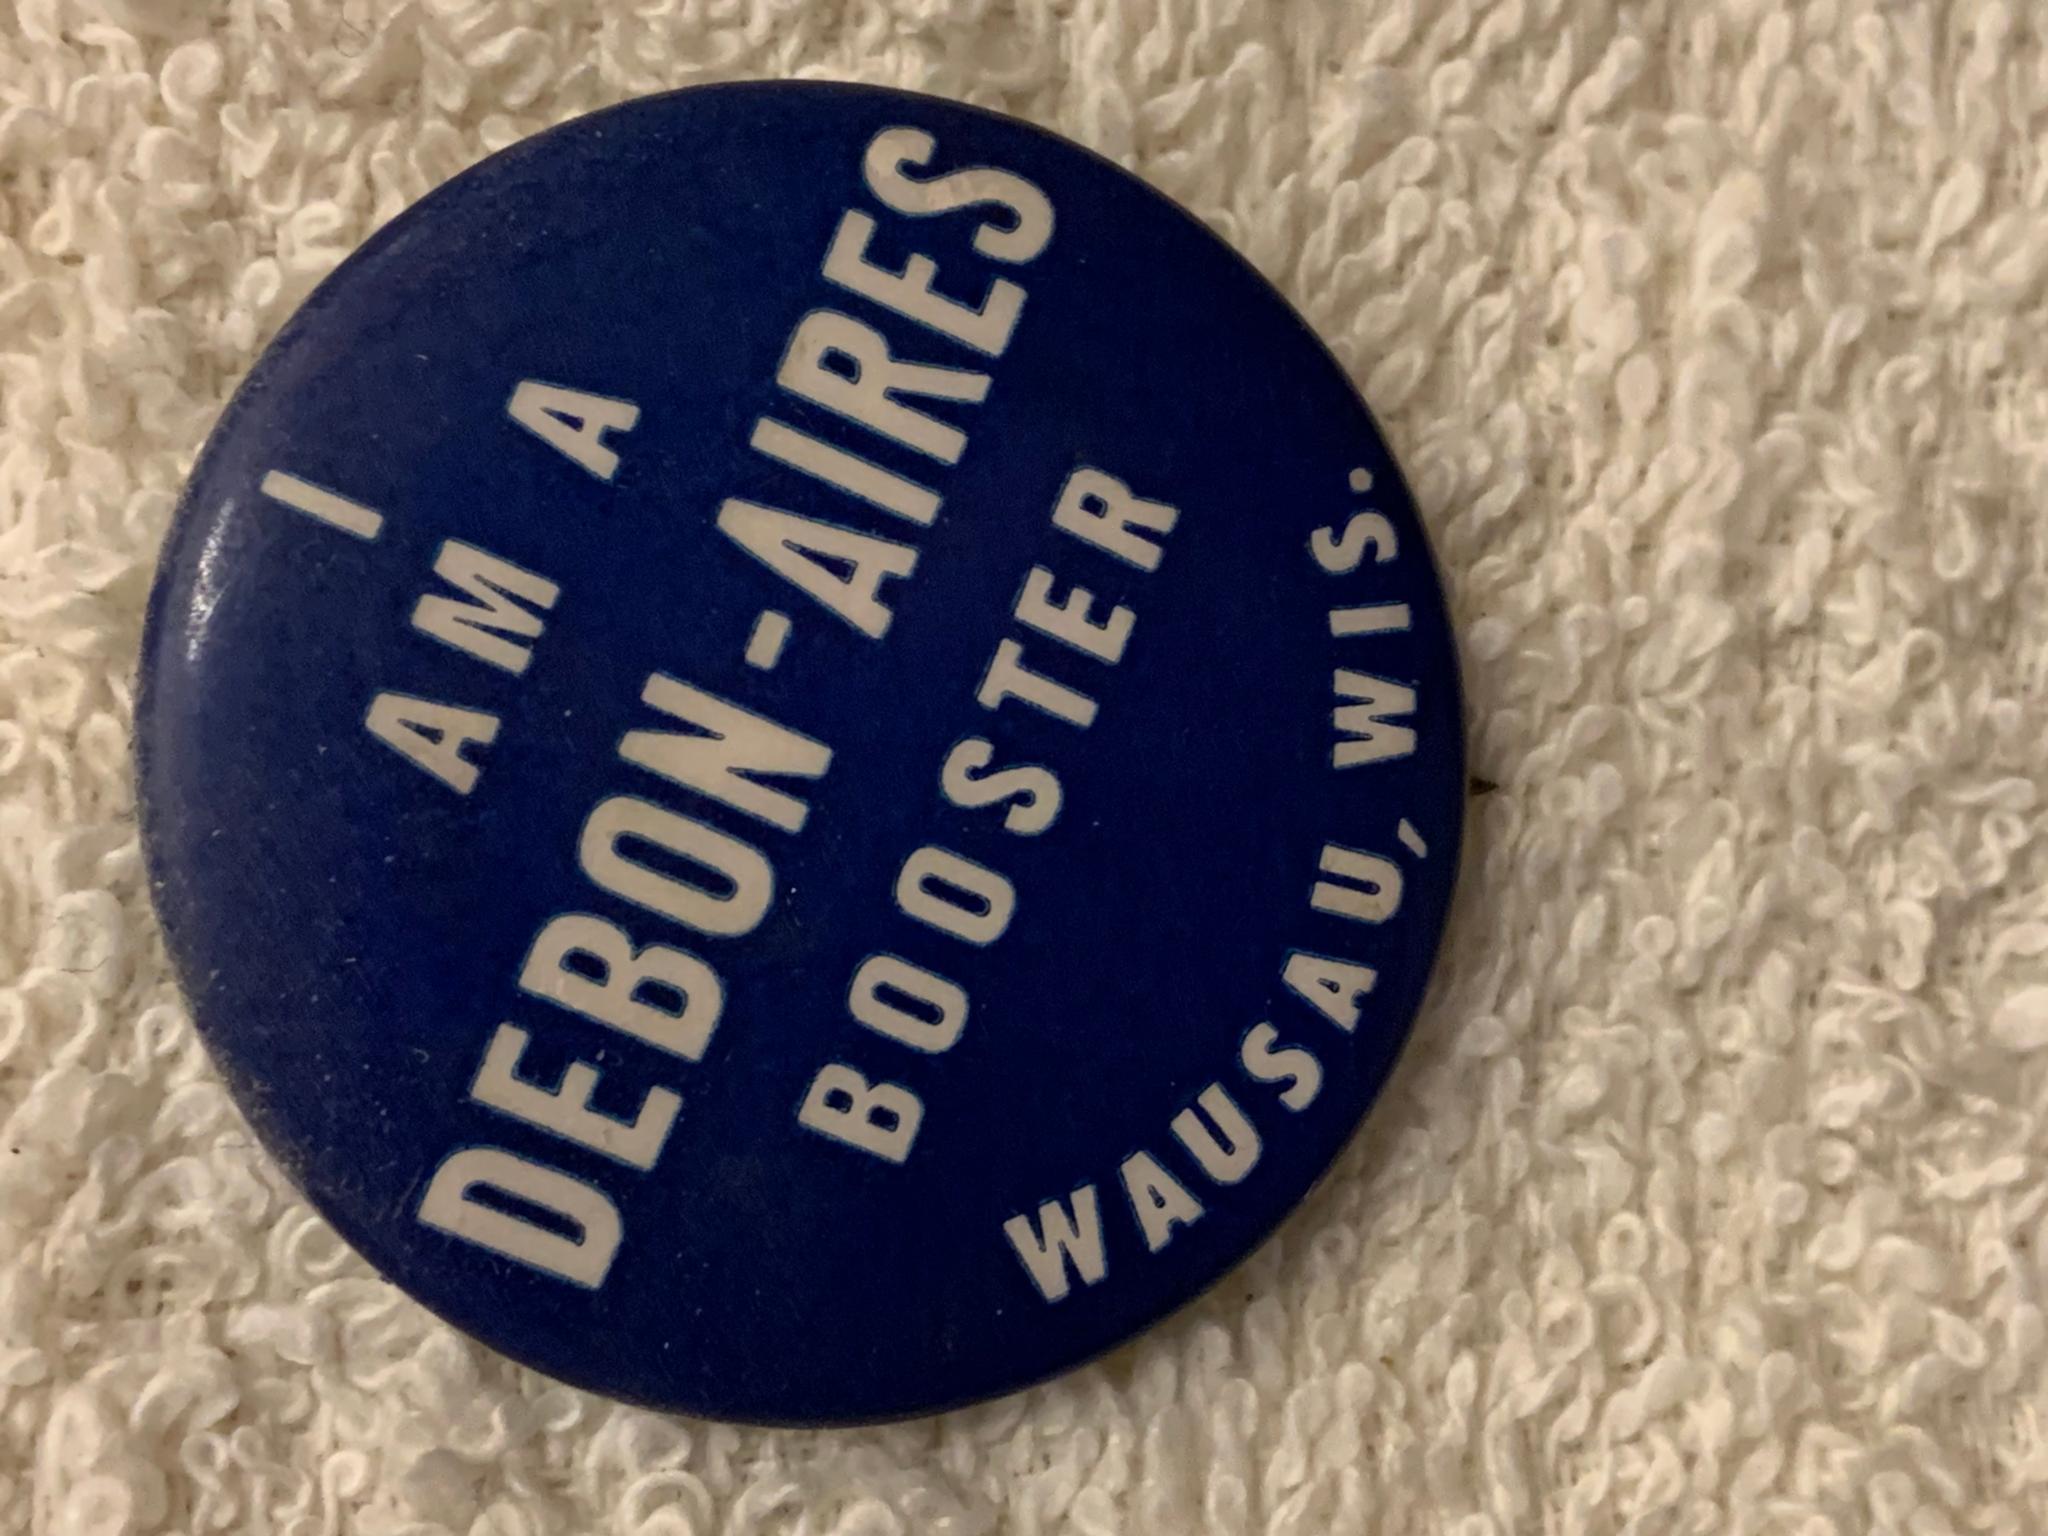 I
AM A
DEBON-AIRES
BOOSTER
WAUSAU, WIS.